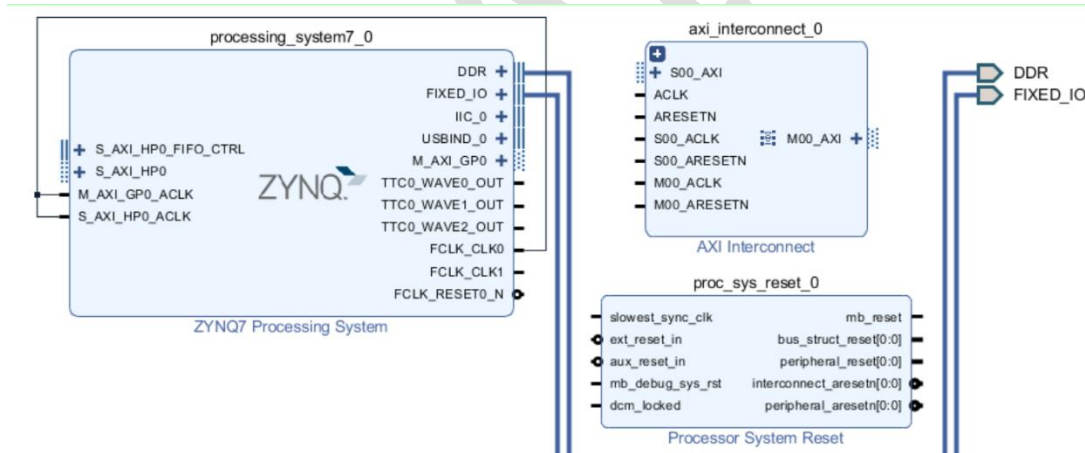 processing_system7_0
DDR
FIXED_IO
IIC_0
USBIND_0
S_AXI_HP0_FIFO_CTRL
M_AXI_GP0
S_AXI_HP0
TTC0_WAVE0_OUT
M_AXI_GP0_ACLK
TTC0_WAVE1_OUT
S_AXI_HP0_ACLK
TTC0_WAVE2_OUT
FCLK_CLK0
FCLK_CLK1
FCLK_RESET0_N
ZYNQ
ZYNQ7 Processing System
axi_interconnect_0
S00_AXI
ACLK
ARESETN
S00_ACLK
M00_AXI
S00_ARESETN
M00_ACLK
M00_ARESETN
AXI Interconnect
proc_sys_reset_0
slowest_sync_clk
mb_reset
ext_reset_in
bus_struct_reset[0:0]
aux_reset_in
peripheral_reset[0:0]
mb_debug_sys_rst
interconnect_aresetn[0:0]
dcm_locked
peripheral_aresetn[0:0]
Processor System Reset
DDR
FIXED_IO